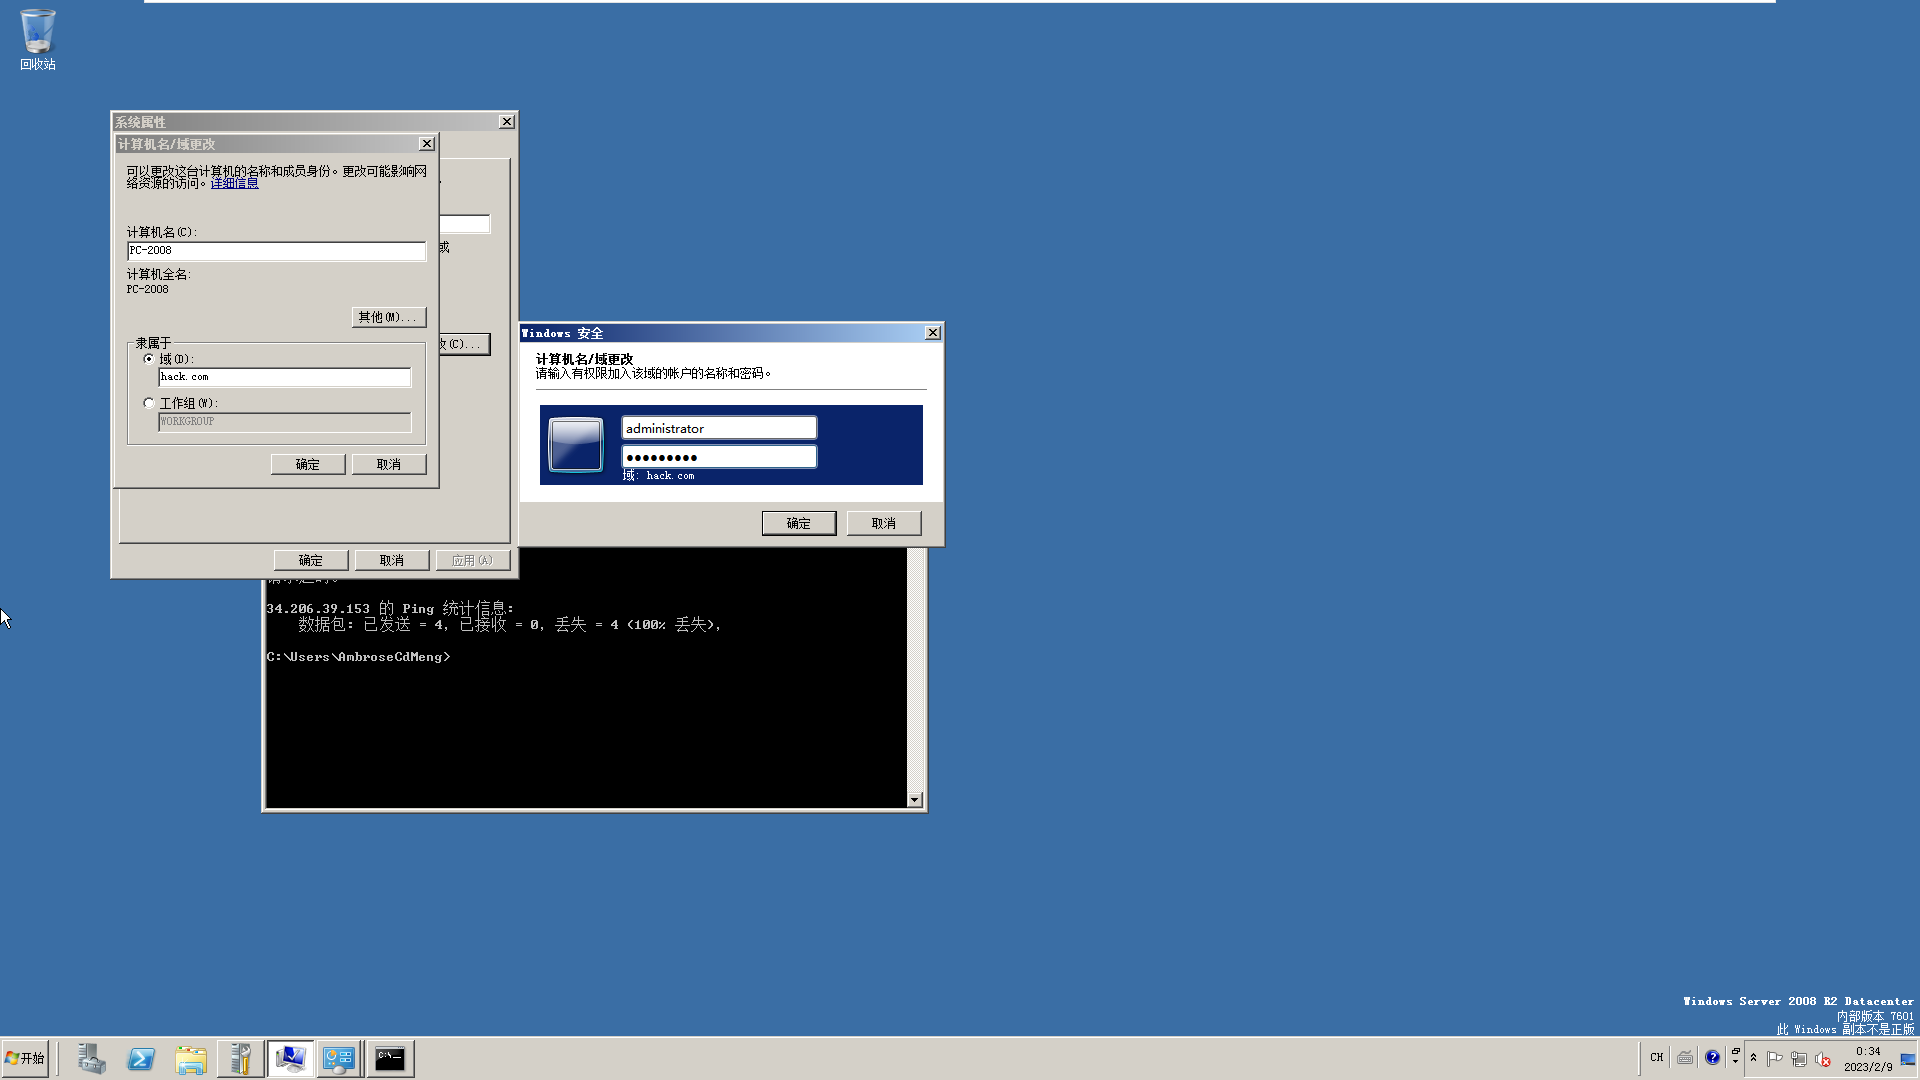 回收站
系统属性
计算机名/域更改
可以更改这台计算机的名称和成员身份。更改可能影响网
络资源的访问。详细信息
计算机名(C):
PC-2008
计算机全名:
PC-2008
其他(M)...
隶属于
域(D):
hack.com
工作组(W):
WORKGROUP
确定
取消
或
(C)...
确定
取消
应用(A)
Windows 安全
计算机名/域更改
请输入有权限加入该域的帐户的名称和密码。
administrator
●●●●●●●●●
域: hack.com
确定
取消
34.206.39.153 的 Ping 统计信息:
数据包: 已发送 = 4, 已接收 = 0, 丢失 = 4 (100% 丢失),
C:\Users\AmbroseCdMeng>
Windows Server 2008 R2 Datacenter
内部版本 7601
此 Windows 副本不是正版
开始
C:\_
CH
0:34
2023/2/9